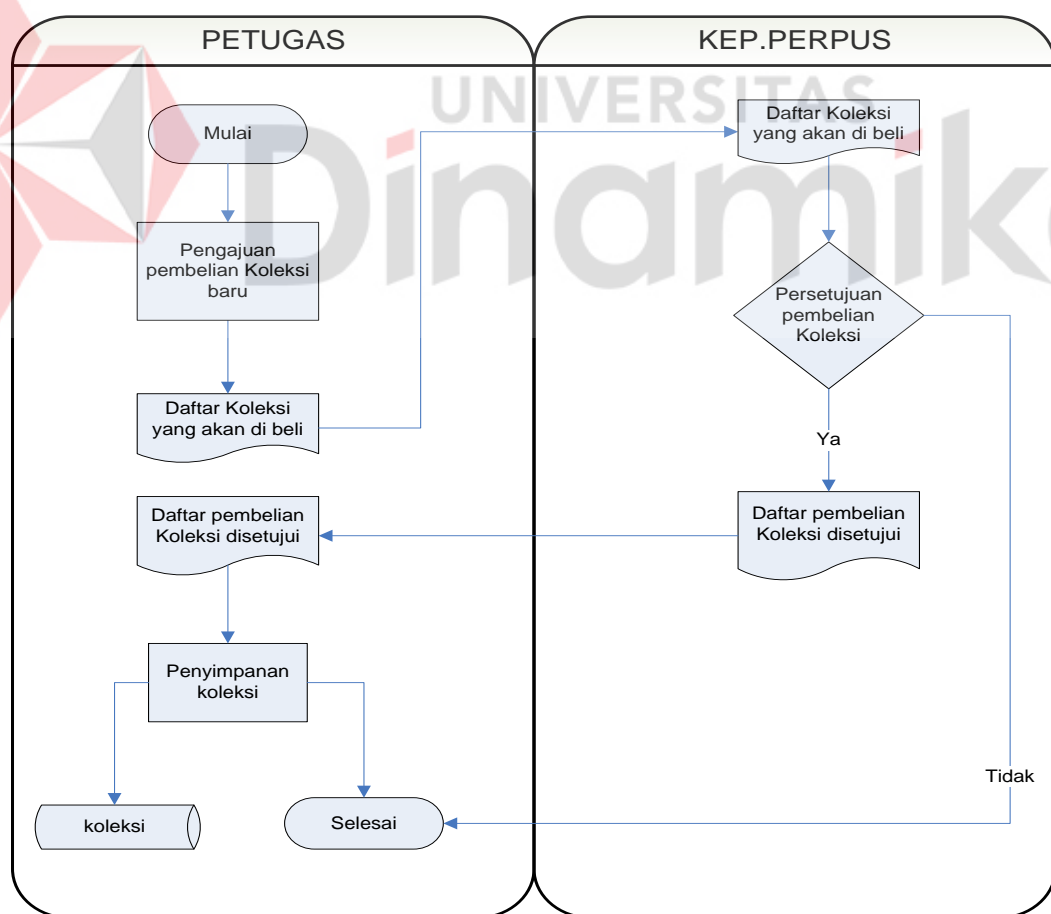 PETUGAS
KEP.PERPUS
UNIVERSITAS
Dinamika
Mulai
Pengajuan
pembelian Koleksi
baru
Daftar Koleksi
yang akan di beli
Daftar Koleksi
yang akan di beli
Persetujuan
pembelian
Koleksi
Ya
Daftar pembelian
Koleksi disetujui
Daftar pembelian
Koleksi disetujui
Penyimpanan
koleksi
Tidak
koleksi
Selesai